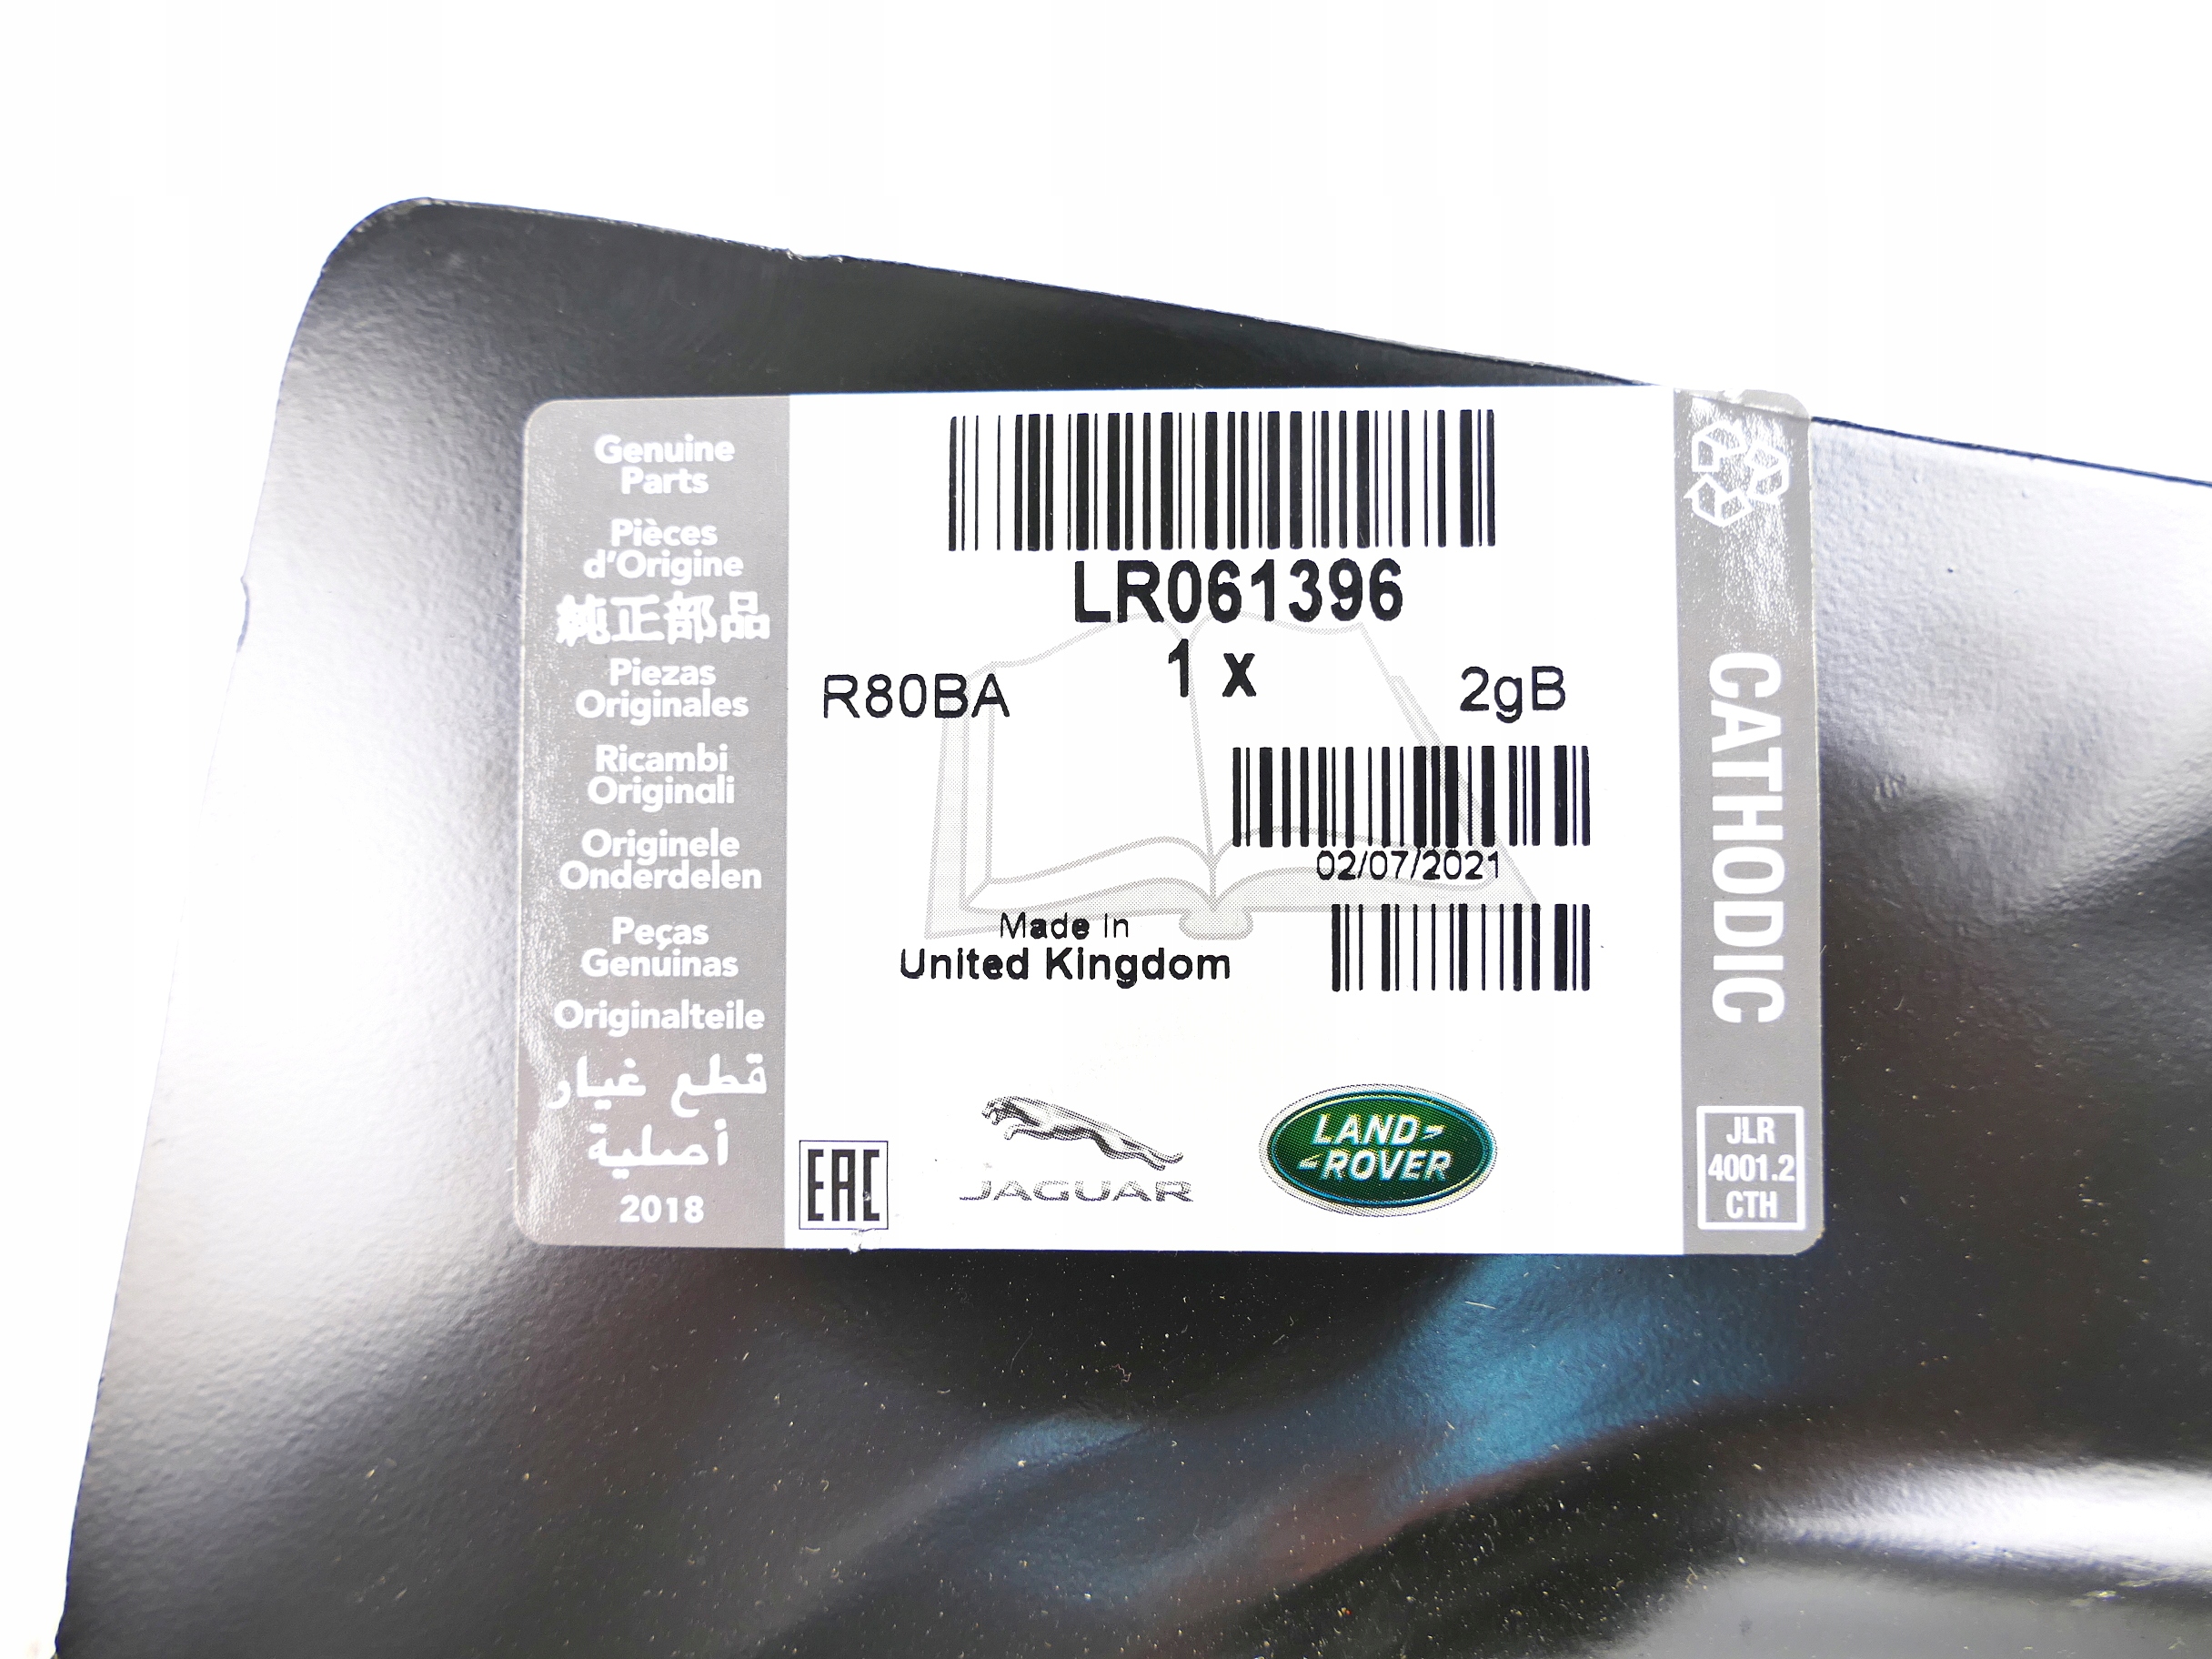 Genuine
Parts
Pièces
d'Origine
純正部品
Piezas
Originales
Ricambi
Originali
Originele
Onderdelen
Peças
Genuinas
Originalteile
قطع غيار
أصلية
2018
LR061396
1 x
R80BA
2gB
02/07/2021
Made In
United Kingdom
EAC
JAGUAR
LAND-
-ROVER
CATHODIC
JLR
4001.2
CTH